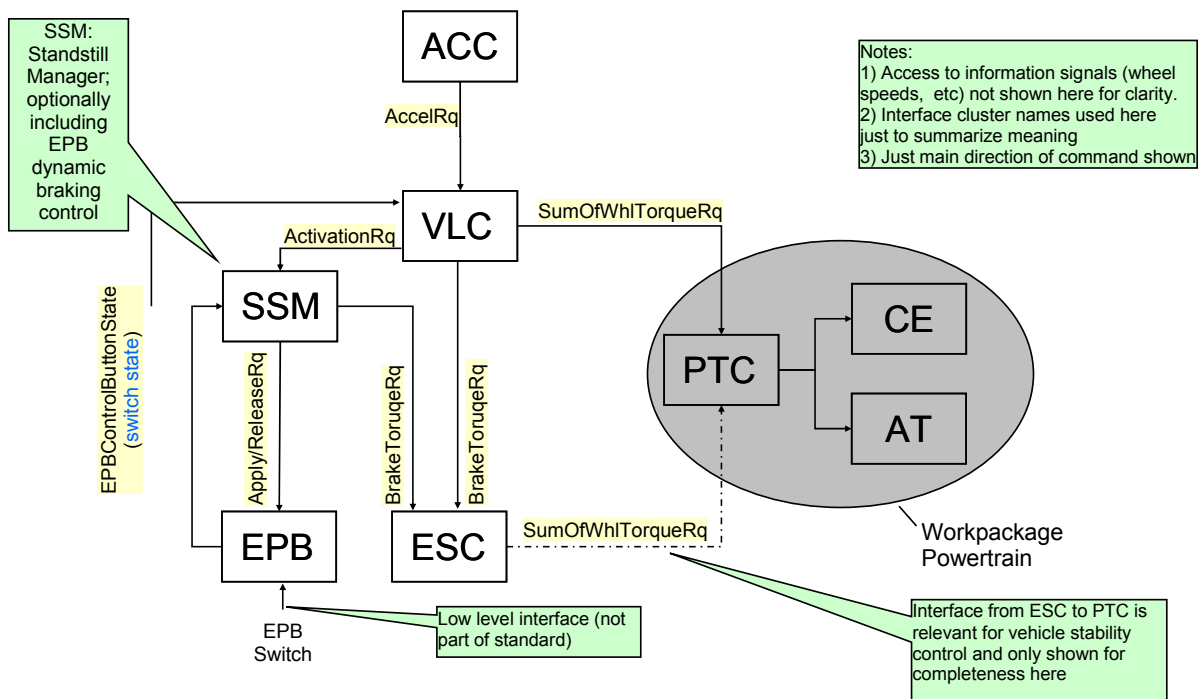 SSM:
Standstill
Manager;
optionally
including
EPB
dynamic
braking
control
ACC
Notes:
1) Access to information signals (wheel
speeds, etc) not shown here for clarity.
2) Interface cluster names used here
just to summarize meaning
3) Just main direction of command shown
AccelRq
VLC
SumOfWhlTorqueRq
ActivationRq
SSM
EPBControlButtonState
(switch state)
Apply/ReleaseRq
BrakeToruqeRq
BrakeToruqeRq
PTC
CE
AT
EPB
ESC
SumOfWhlTorqueRq
Workpackage
Powertrain
EPB
Switch
Low level interface (not
part of standard)
Interface from ESC to PTC is
relevant for vehicle stability
control and only shown for
completeness here